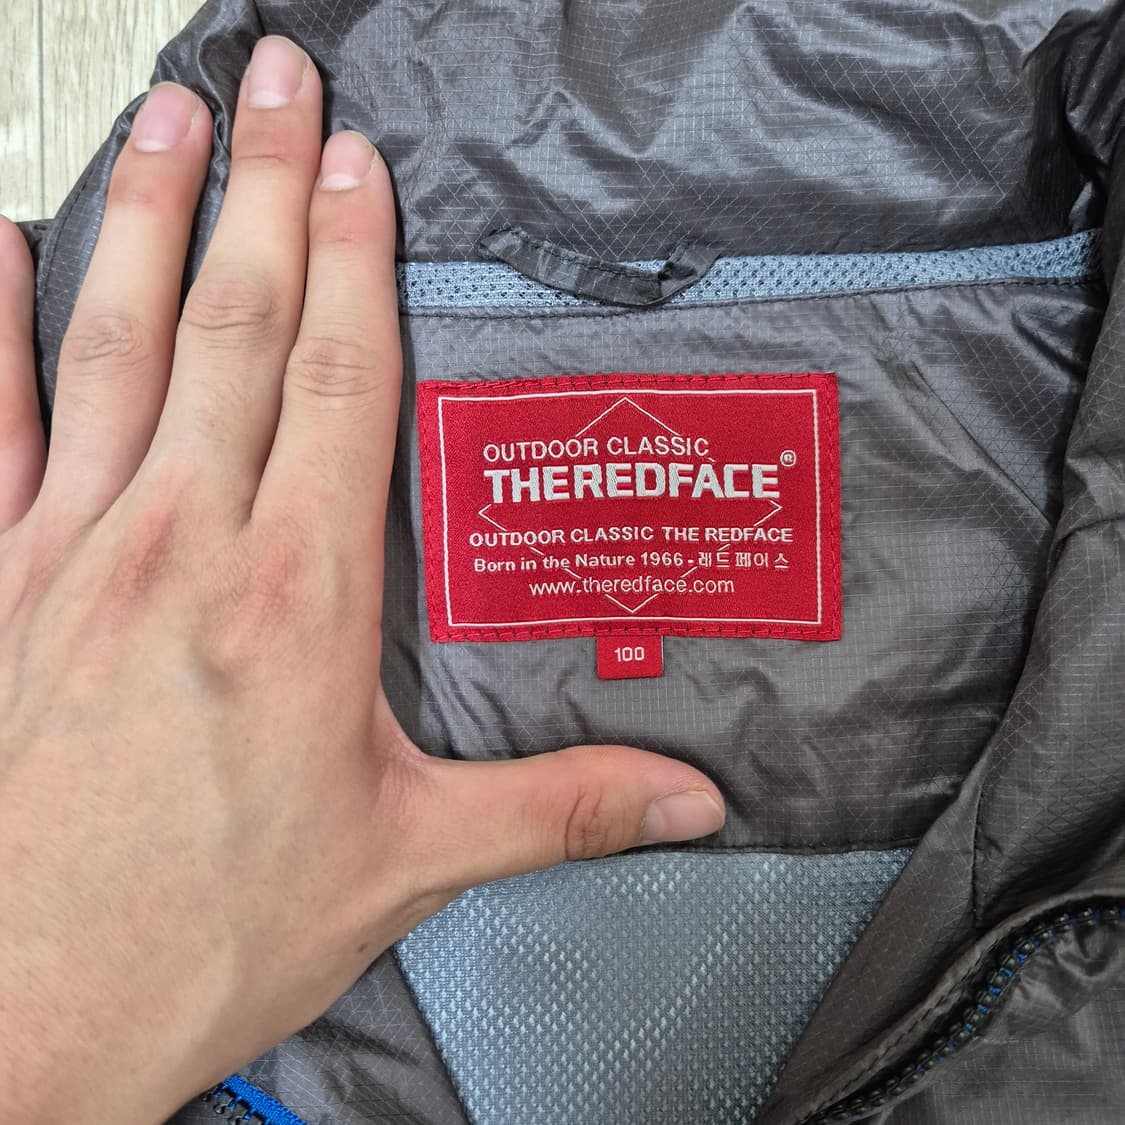 OUTDOOR CLASSIC
THEREDFACE®
OUTDOOR CLASSIC THE REDFACE
Born in the Nature 1966 - 레드페이스
www.theredface.com
100